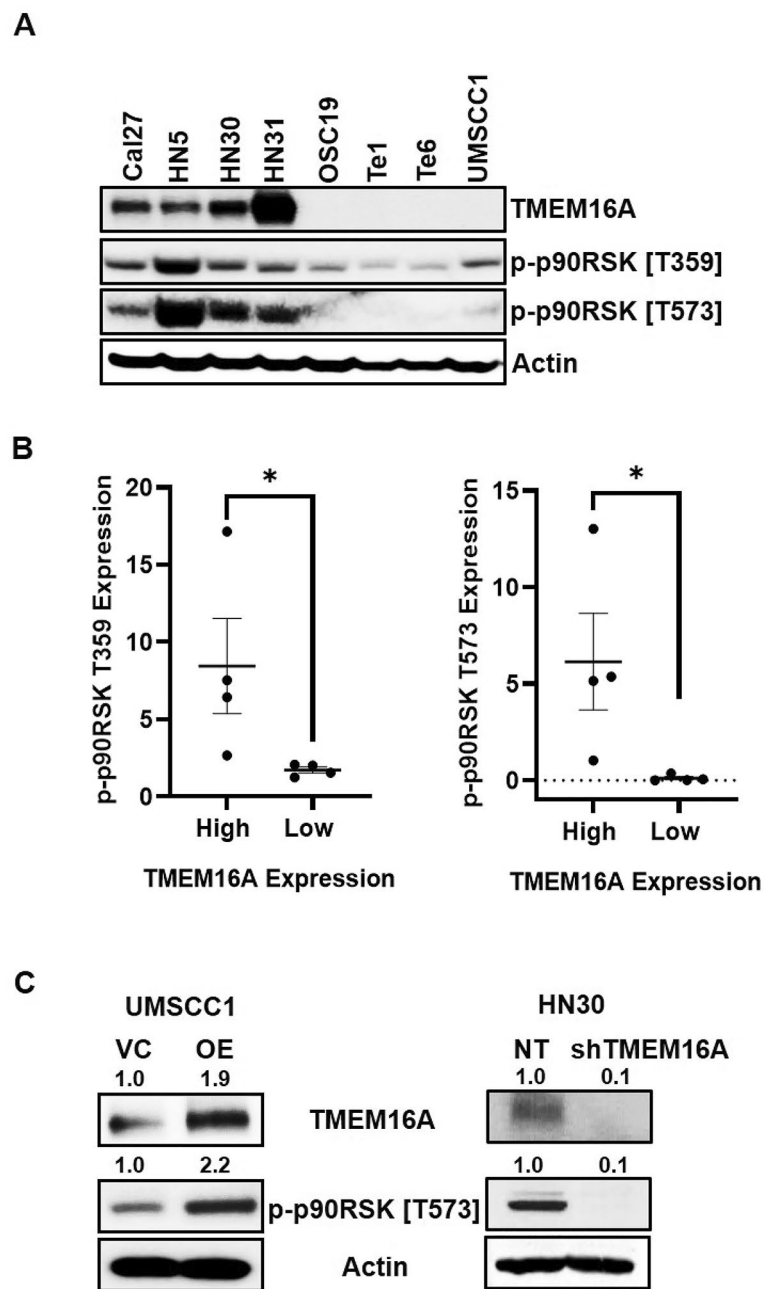 A
Cal27
HN5
HN30
HN31
OSC19
Te1
Te6
UMSCC1
TMEM16A
p-p90RSK [T359]
p-p90RSK [T573]
Actin
B
p-p90RSK T359 Expression
20
15
10
5
0
*
High Low
TMEM16A Expression
p-p90RSK T573 Expression
15
10
5
0
*
High Low
TMEM16A Expression
C
UMSCC1
HN30
VC OE
NT shTMEM16A
1.0 1.9
1.0 0.1
TMEM16A
1.0 2.2
1.0 0.1
p-p90RSK [T573]
Actin